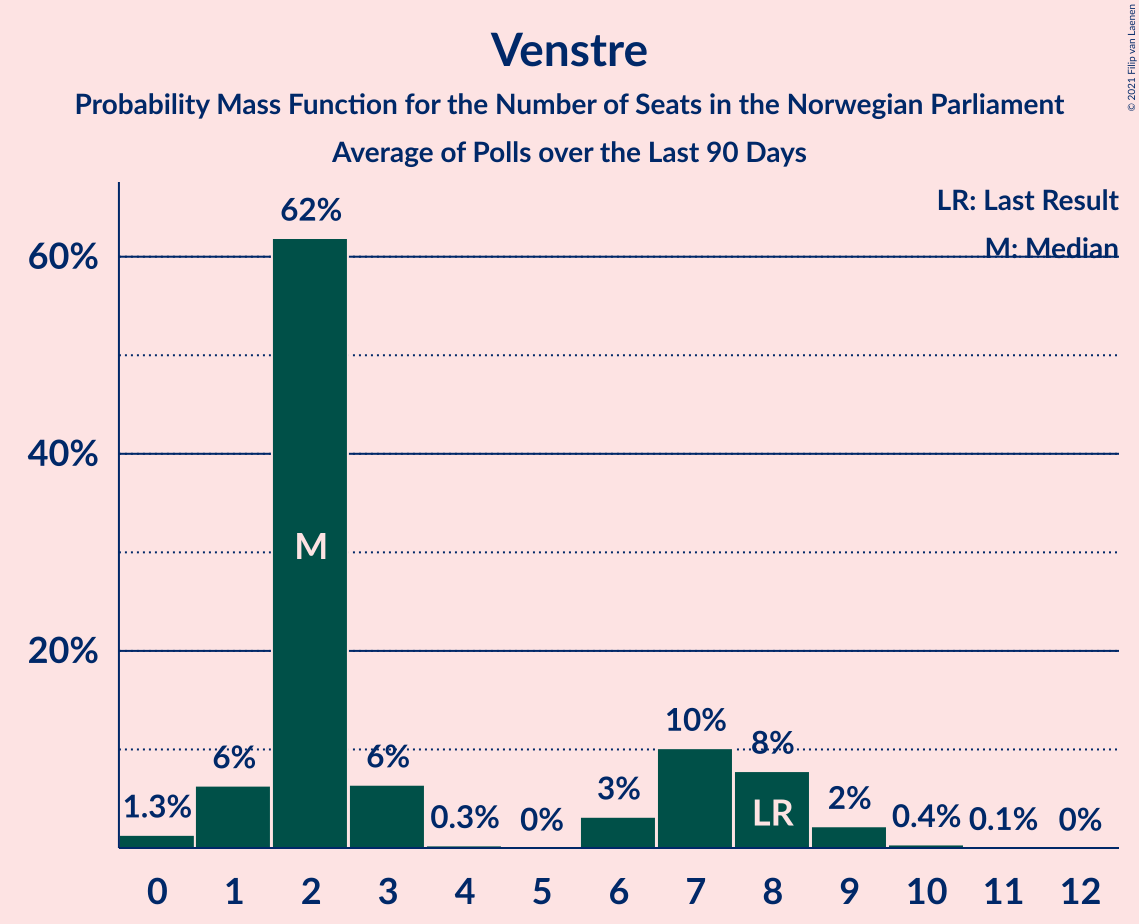 Venstre
Probability Mass Function for the Number of Seats in the Norwegian Parliament
Average of Polls over the Last 90 Days
© 2021 Filip van Laenen
LR: Last Result
M: Median
60%
40%
20%
1.3%
6%
62%
6%
0.3%
0%
3%
10%
8%
2%
0.4%
0.1%
0%
M
LR
0 1 2 3 4 5 6 7 8 9 10 11 12